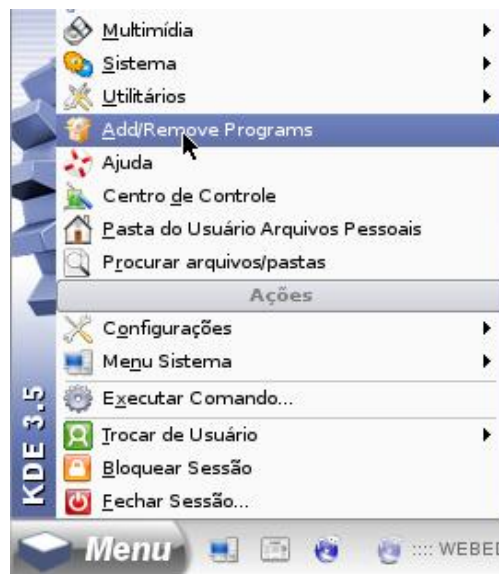 Multimídia
Sistema
Utilitários
Add/Remove Programs
Ajuda
Centro de Controle
Pasta do Usuário Arquivos Pessoais
Procurar arquivos/pastas
Ações
Configurações
Menu Sistema
Executar Comando...
Trocar de Usuário
Bloquear Sessão
Fechar Sessão...
KDE 3.5
Menu
:::: WEBED